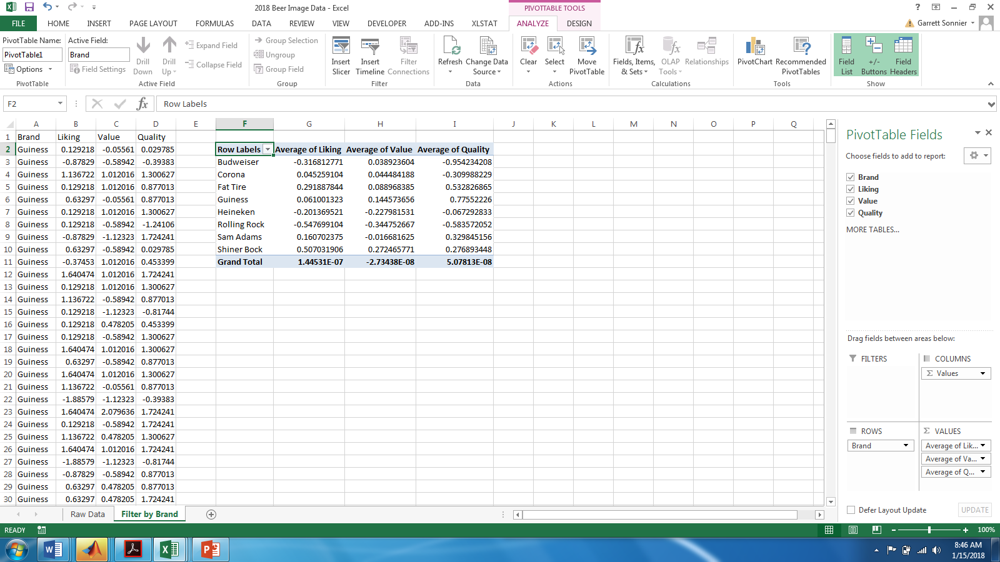 2018 Beer Image Data - Excel
PIVOTTABLE TOOLS
?
FILE HOME INSERT PAGE LAYOUT FORMULAS DATA REVIEW VIEW DEVELOPER ADD-INS XLSTAT ANALYZE DESIGN Garrett Sonnier
PivotTable Name: Active Field:
PivotTable1 Brand
Options Field Settings
Drill Down Drill Up
Expand Field
Collapse Field
Group Selection
Ungroup
Group Field
Insert Slicer Insert Timeline Filter Connections
Refresh Change Data Source
Clear Select Move PivotTable
Fields, Items, & Sets OLAP Tools Relationships
PivotChart Recommended PivotTables
Field List +/- Buttons Field Headers
PivotTable Active Field Group Filter Data Actions Calculations Tools Show
F2 fx Row Labels
A B C D E F G H I J K L M N O P Q
1 Brand Liking Value Quality
2 Guiness 0.129218 -0.05561 0.029785 Row Labels Average of Liking Average of Value Average of Quality
3 Guiness -0.87829 -0.58942 -0.39383 Budweiser -0.316812771 0.038923604 -0.954234208
4 Guiness 1.136722 1.012016 1.300627 Corona 0.045259104 0.044484188 -0.309988229
5 Guiness 0.129218 1.012016 0.877013 Fat Tire 0.291887844 0.088968385 0.532826865
6 Guiness 0.63297 -0.05561 0.877013 Guiness 0.061001323 0.144573656 0.77552226
7 Guiness 0.129218 1.012016 1.300627 Heineken -0.201369521 -0.227981531 -0.067292833
8 Guiness 0.129218 -0.58942 -1.24106 Rolling Rock -0.547699104 -0.344752667 -0.583572052
9 Guiness -0.87829 -1.12323 1.724241 Sam Adams 0.160702375 -0.016681625 0.329845156
10 Guiness 0.63297 -0.58942 0.029785 Shiner Bock 0.507031906 0.272465771 0.276893448
11 Guiness -0.37453 1.012016 0.453399 Grand Total 1.44531E-07 -2.73438E-08 5.07813E-08
12 Guiness 1.640474 1.012016 1.724241
13 Guiness 0.129218 1.012016 1.300627
14 Guiness 1.136722 -0.58942 0.877013
15 Guiness 0.129218 -1.12323 -0.81744
16 Guiness 0.129218 0.478205 0.453399
17 Guiness 0.129218 -0.58942 1.300627
18 Guiness 1.640474 1.012016 1.300627
19 Guiness 0.63297 -0.58942 0.877013
20 Guiness 1.640474 1.012016 1.300627
21 Guiness 1.136722 -0.05561 0.877013
22 Guiness -1.88579 -1.12323 -0.39383
23 Guiness 1.640474 2.079636 1.724241
24 Guiness 0.129218 -0.58942 1.724241
25 Guiness 1.136722 0.478205 1.300627
26 Guiness 1.640474 1.012016 1.724241
27 Guiness -1.88579 -1.12323 -0.81744
28 Guiness -0.87829 -0.58942 0.877013
29 Guiness 0.63297 0.478205 0.877013
30 Guiness 0.63297 0.478205 1.724241
PivotTable Fields
Choose fields to add to report:
Brand
Liking
Value
Quality
MORE TABLES...
Drag fields between areas below:
FILTERS COLUMNS
Σ Values
ROWS Σ VALUES
Brand Average of Lik...
Average of Va...
Average of Q...
Defer Layout Update UPDATE
Raw Data Filter by Brand
READY 100%
8:46 AM
1/15/2018